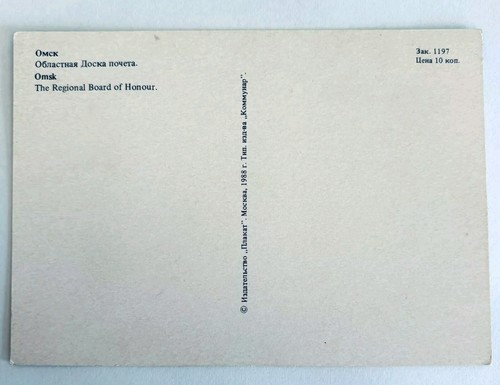 Омск
Областная Доска почета.
Omsk
The Regional Board of Honour.
© Издательство „Плакат". Москва, 1988 г. Тип. изд-ва „Коммунар".
Зак. 1197
Цена 10 коп.